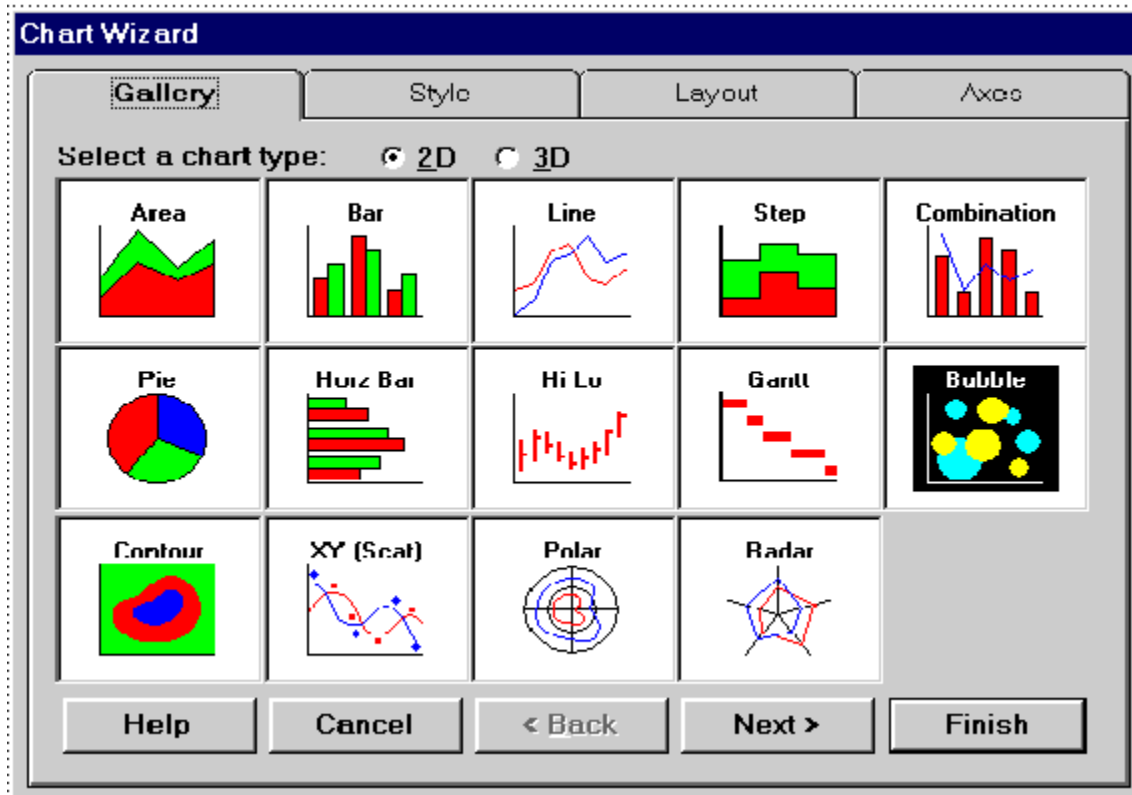 Chart Wizard
Gallery Style Layout Axes
Select a chart type: 2D 3D
Area Bar Line Step Combination
Pie Horz Bar Hi Lo Gantt Bubble
Contour XY (Scat) Polar Radar
Help Cancel < Back Next > Finish